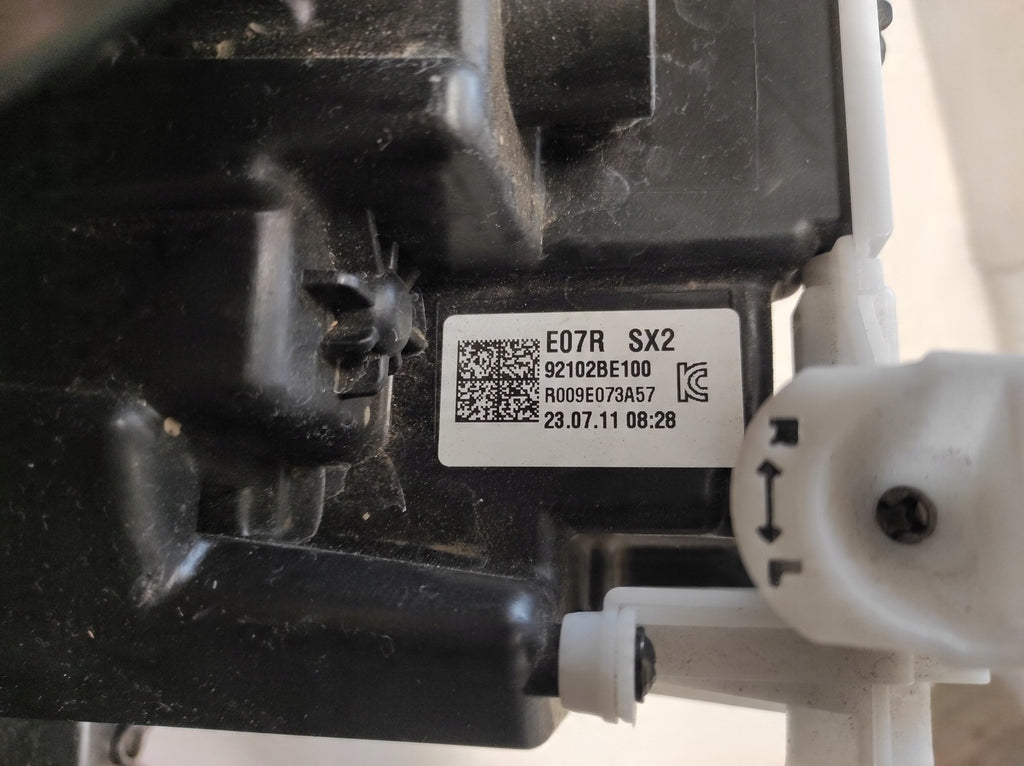 E07R SX2
92102BE100
R009E073A57
23.07.11 08:28
R
L